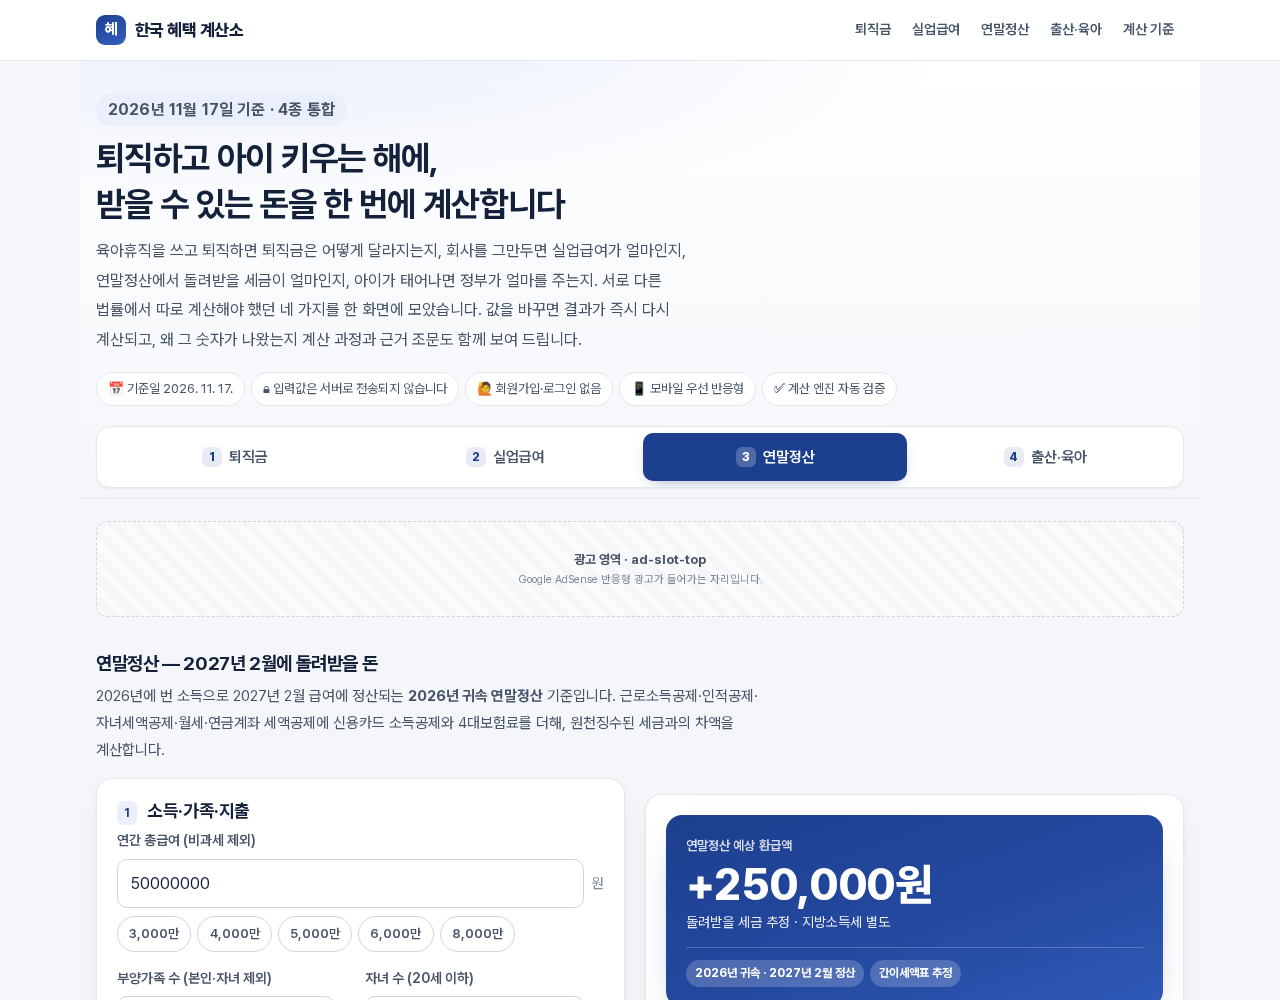 혜 한국 혜택 계산소
퇴직금 실업급여 연말정산 출산·육아 계산 기준
2026년 11월 17일 기준 · 4종 통합
퇴직하고 아이 키우는 해에,
받을 수 있는 돈을 한 번에 계산합니다
육아휴직을 쓰고 퇴직하면 퇴직금은 어떻게 달라지는지, 회사를 그만두면 실업급여가 얼마인지,
연말정산에서 돌려받을 세금이 얼마인지, 아이가 태어나면 정부가 얼마를 주는지. 서로 다른
법률에서 따로 계산해야 했던 네 가지를 한 화면에 모았습니다. 값을 바꾸면 결과가 즉시 다시
계산되고, 왜 그 숫자가 나왔는지 계산 과정과 근거 조문도 함께 보여 드립니다.
📅 기준일 2026. 11. 17. 🔒 입력값은 서버로 전송되지 않습니다 🙋 회원가입·로그인 없음 📱 모바일 우선 반응형 ✅ 계산 엔진 자동 검증
1 퇴직금 2 실업급여 3 연말정산 4 출산·육아
광고 영역 · ad-slot-top
Google AdSense 반응형 광고가 들어가는 자리입니다.
연말정산 — 2027년 2월에 돌려받을 돈
2026년에 번 소득으로 2027년 2월 급여에 정산되는 2026년 귀속 연말정산 기준입니다. 근로소득공제·인적공제·
자녀세액공제·월세·연금계좌 세액공제에 신용카드 소득공제와 4대보험료를 더해, 원천징수된 세금과의 차액을
계산합니다.
1 소득·가족·지출
연간 총급여 (비과세 제외)
50000000 원
3,000만 4,000만 5,000만 6,000만 8,000만
부양가족 수 (본인·자녀 제외) 자녀 수 (20세 이하)
연말정산 예상 환급액
+250,000원
돌려받을 세금 추정 · 지방소득세 별도
2026년 귀속 · 2027년 2월 정산 간이세액표 추정